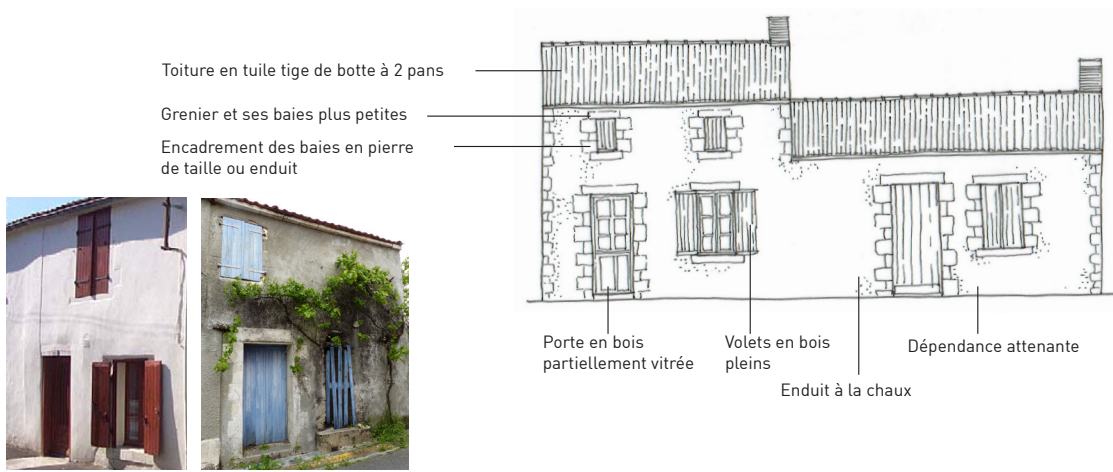 Toiture en tuile tige de botte à 2 pans
Grenier et ses baies plus petites
Encadrement des baies en pierre
de taille ou enduit
Porte en bois
partiellement vitrée
Volets en bois
pleins
Dépendance attenante
Enduit à la chaux